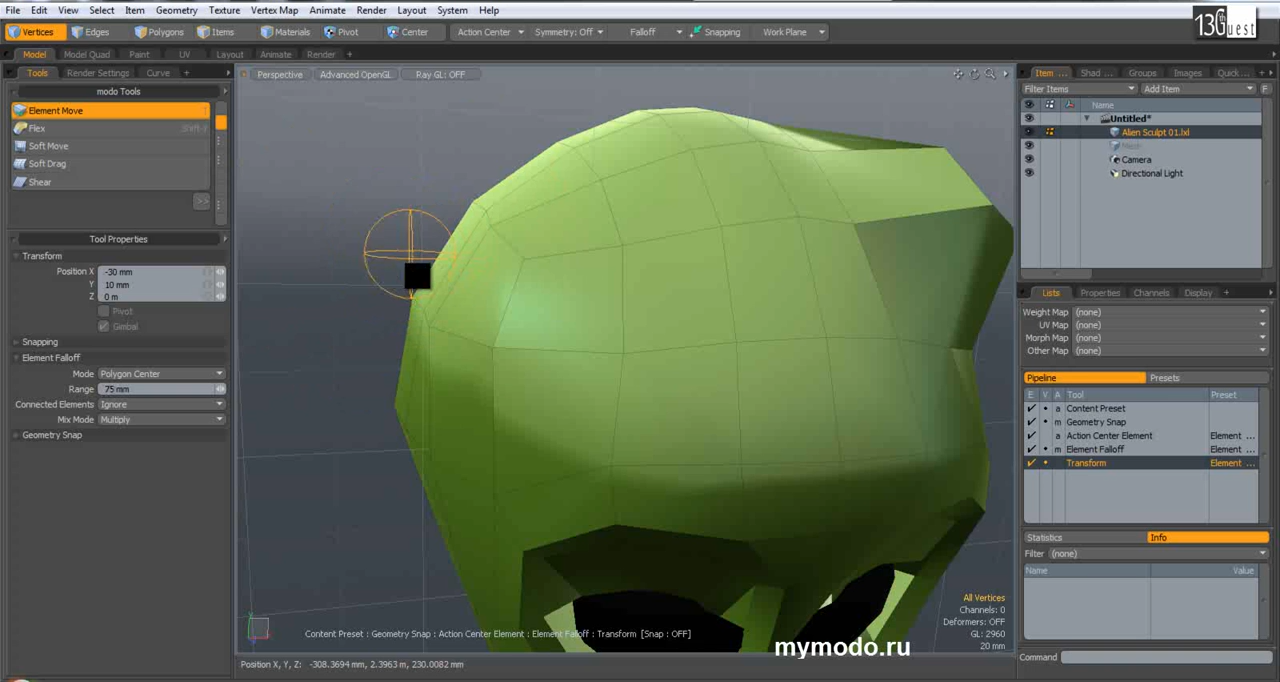 File Edit View Select Item Geometry Texture Vertex Map Animate Render Layout System Help
13Guest
th
Vertices Edges Polygons Items Materials Pivot Center Action Center Symmetry: Off Falloff Snapping Work Plane
Model Model Quad Paint UV Layout Animate Render +
Tools Render Settings Curve +
Perspective Advanced OpenGL Ray GL: OFF
Item ... Shad ... Groups Images Quick ... +
modo Tools
Filter Items Add Item F
Element Move T
Name
Flex Shift-F
Untitled*
Soft Move
Alien Sculpt 01.lxl
Soft Drag
Mesh
Shear
Camera
>>
Directional Light
Tool Properties
Transform
Position X -30 mm
Y 10 mm
Z 0 m
Pivot
Gimbal
Snapping
Element Falloff
Mode Polygon Center
Range 75 mm
Connected Elements Ignore
Mix Mode Multiply
Geometry Snap
Lists Properties Channels Display +
Weight Map (none)
UV Map (none)
Morph Map (none)
Other Map (none)
Pipeline Presets
E V A Tool Preset
a Content Preset
m Geometry Snap
a Action Center Element Element ...
m Element Falloff Element ...
Transform Element ...
Statistics Info
Filter (none)
Name Value
All Vertices
Channels: 0
Deformers: OFF
GL: 2960
20 mm
Content Preset : Geometry Snap : Action Center Element : Element Falloff : Transform [Snap : OFF]
mymodo.ru
Position X, Y, Z: -308.3694 mm, 2.3963 m, 230.0082 mm
Command